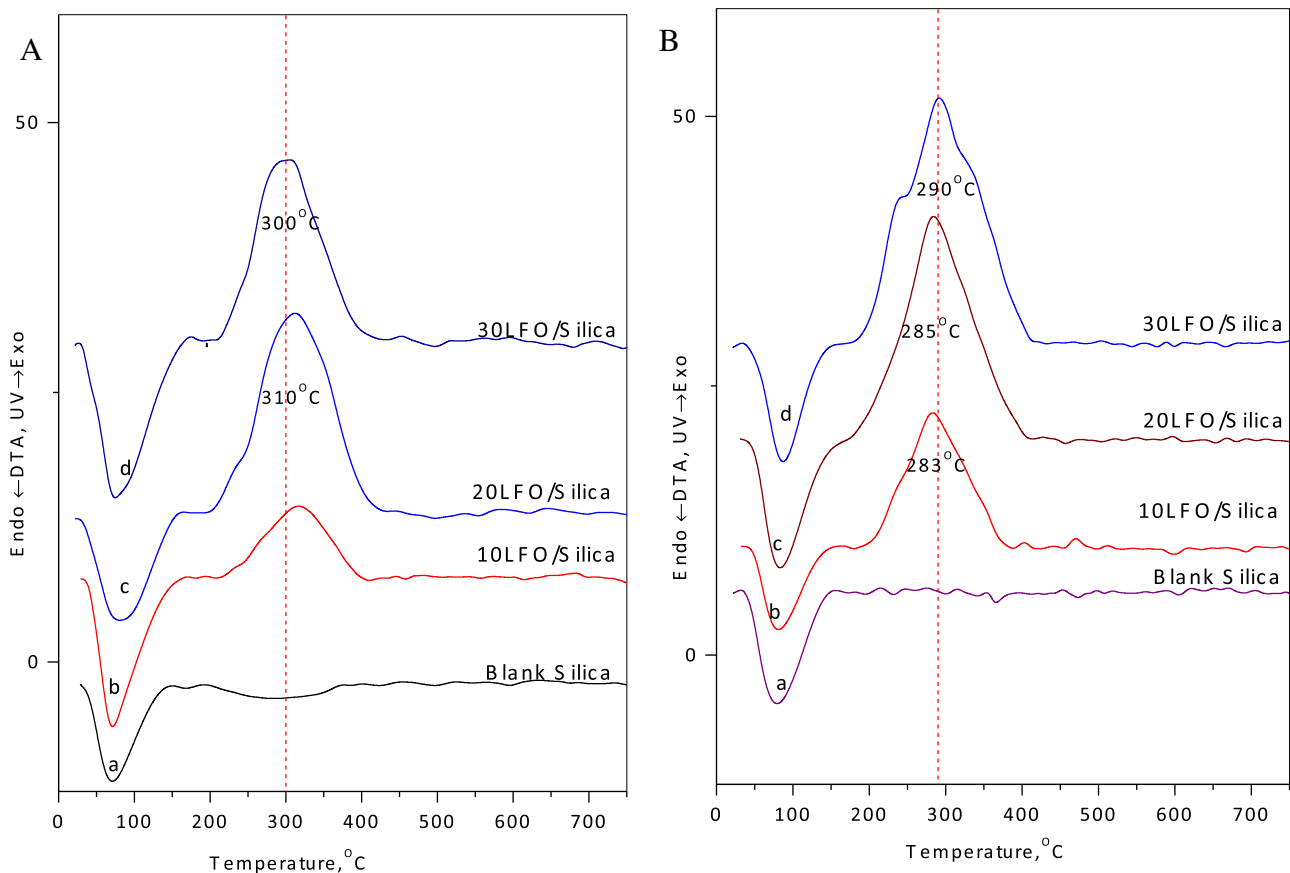 A
50
300°C
30LFO/Silica
310°C
d
20LFO/Silica
10LFO/Silica
c
b
0
Blank Silica
a
Endo ←DTA, UV→Exo
0 100 200 300 400 500 600 700
Temperature,°C
B
50
290°C
30LFO/Silica
285°C
d
20LFO/Silica
283°C
10LFO/Silica
c
Blank Silica
b
0
a
Endo ←DTA, UV→Exo
0 100 200 300 400 500 600 700
Temperature,°C